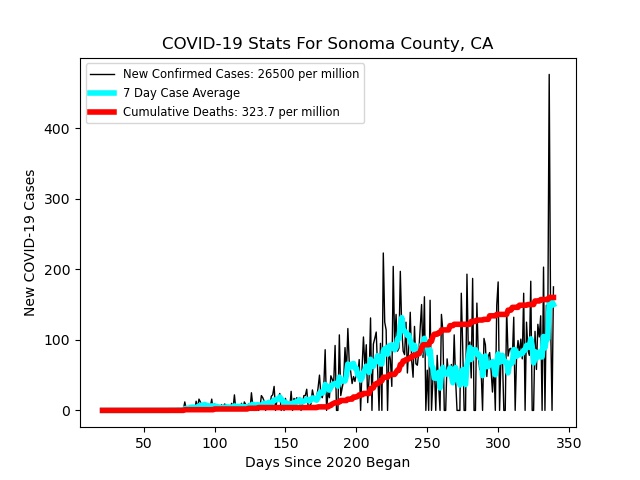 COVID-19 Stats For Sonoma County, CA
New Confirmed Cases: 26500 per million
7 Day Case Average
Cumulative Deaths: 323.7 per million
New COVID-19 Cases
400
300
200
100
0
50 100 150 200 250 300 350
Days Since 2020 Began